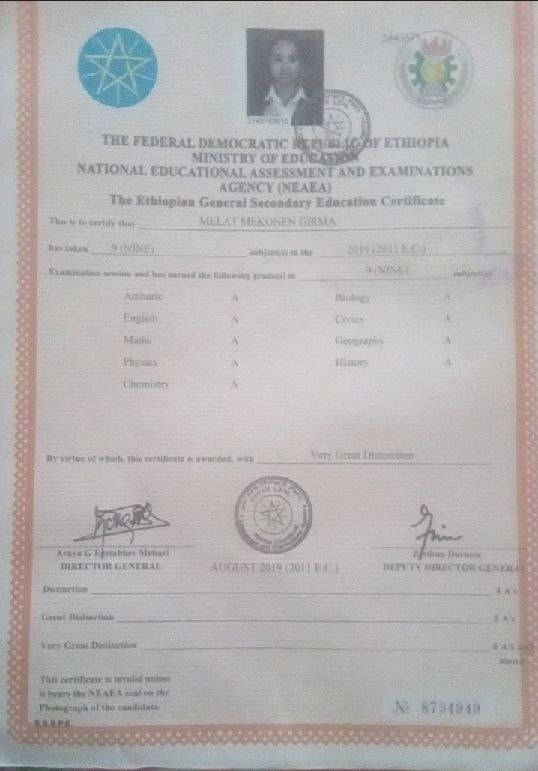 THE FEDERAL DEMOCRATIC REPUBLIC OF ETHIOPIA
MINISTRY OF EDUCATION
NATIONAL EDUCATIONAL ASSESSMENT AND EXAMINATIONS
AGENCY (NEAEA)
The Ethiopian General Secondary Education Certificate
This is to certify that MELAT MEKONEN GIRMA
has taken 9 (NINE) subject(s) in the 2019 (2011 E.C.)
Examination session and has earned the following grade(s) in 9 (NINE) subject(s)
Amharic A Biology A
English A Civics A
Maths A Geography A
Physics A History A
Chemistry A
By virtue of which, this certificate is awarded, with Very Great Distinction
Araya G Egziabher Mehari
DIRECTOR GENERAL AUGUST 2019 (2011 E.C.) DEPUTY DIRECTOR GENERAL
Distinction 4 A's
Great Distinction 5 A's
Very Great Distinction 6 A's and
above
This certificate is invalid unless
it bears the NEAEA seal on the
Photograph of the candidate.
№ 8734949